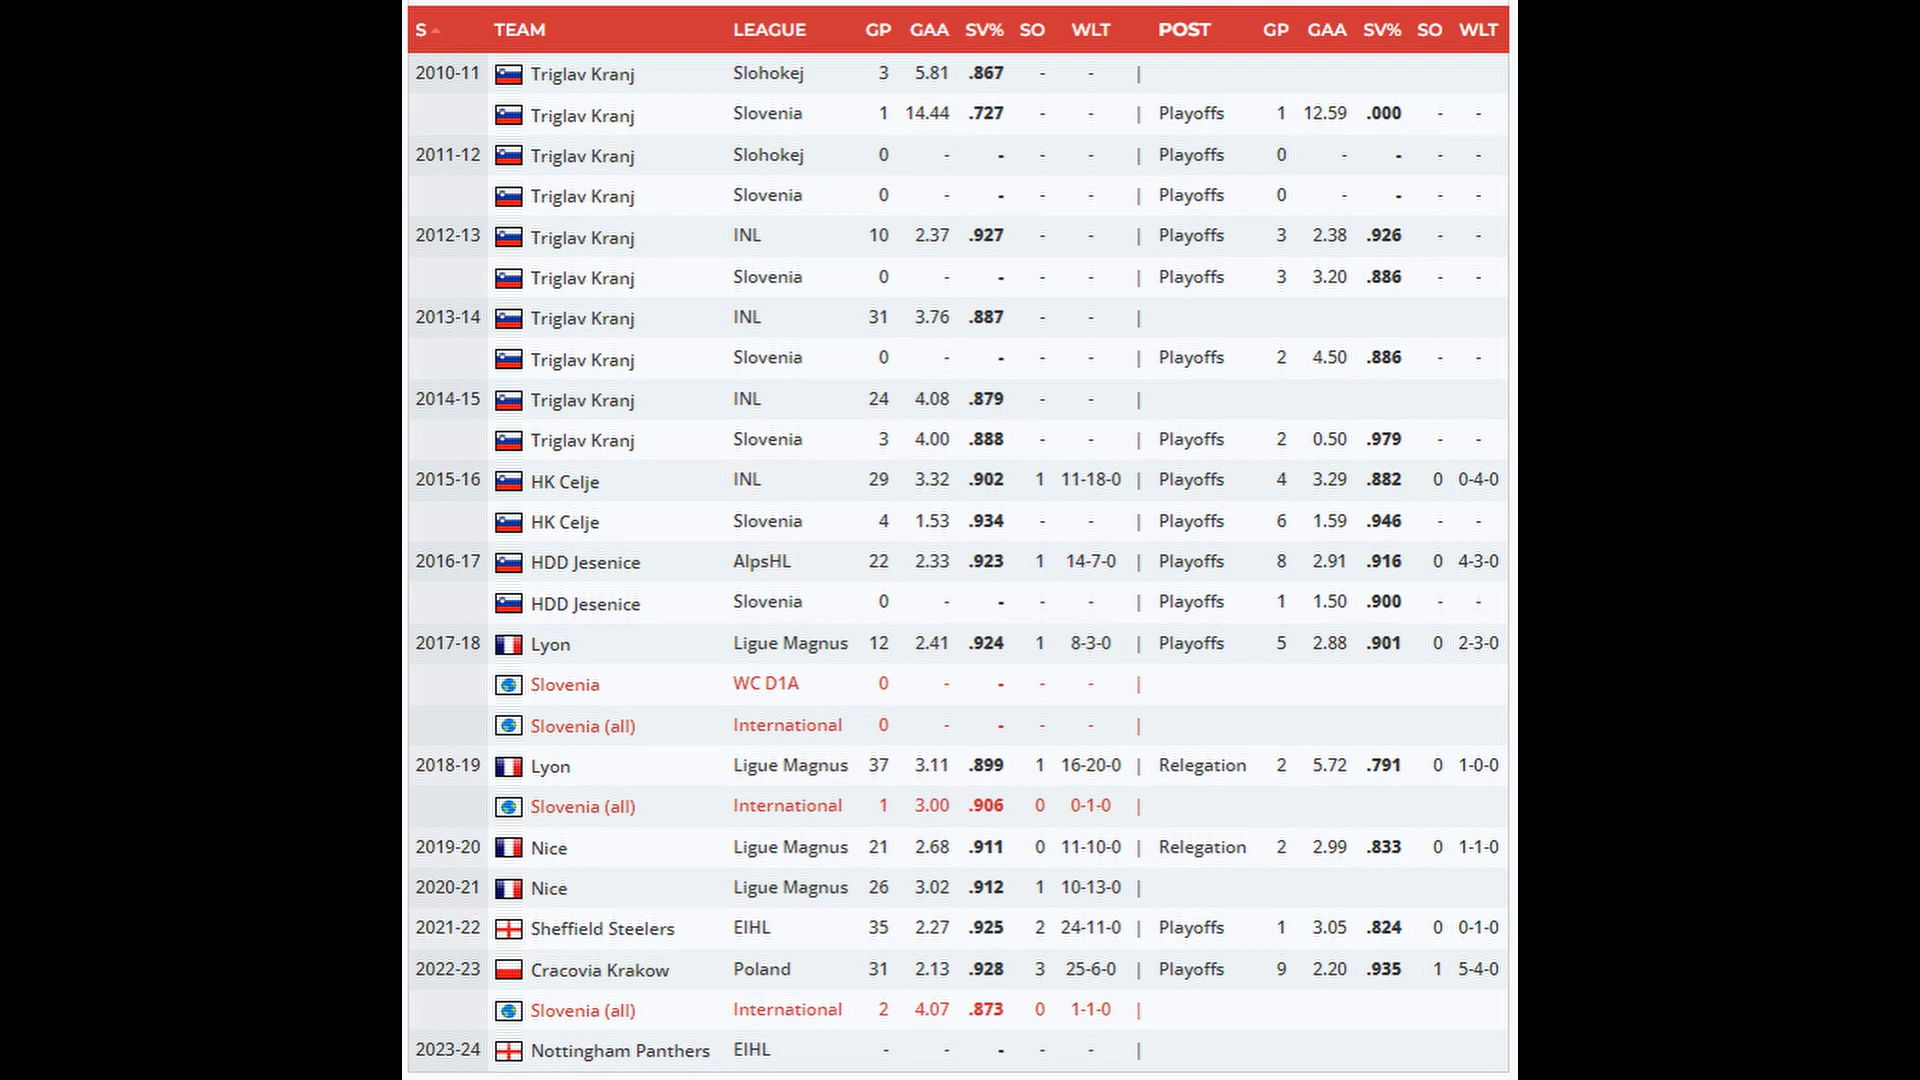 S TEAM LEAGUE GP GAA SV% SO WLT POST GP GAA SV% SO WLT
2010-11 Triglav Kranj Slohokej 3 5.81 .867 - - |
Triglav Kranj Slovenia 1 14.44 .727 - - | Playoffs 1 12.59 .000 - -
2011-12 Triglav Kranj Slohokej 0 - - - - | Playoffs 0 - - - -
Triglav Kranj Slovenia 0 - - - - | Playoffs 0 - - - -
2012-13 Triglav Kranj INL 10 2.37 .927 - - | Playoffs 3 2.38 .926 - -
Triglav Kranj Slovenia 0 - - - - | Playoffs 3 3.20 .886 - -
2013-14 Triglav Kranj INL 31 3.76 .887 - - |
Triglav Kranj Slovenia 0 - - - - | Playoffs 2 4.50 .886 - -
2014-15 Triglav Kranj INL 24 4.08 .879 - - |
Triglav Kranj Slovenia 3 4.00 .888 - - | Playoffs 2 0.50 .979 - -
2015-16 HK Celje INL 29 3.32 .902 1 11-18-0 | Playoffs 4 3.29 .882 0 0-4-0
HK Celje Slovenia 4 1.53 .934 - - | Playoffs 6 1.59 .946 - -
2016-17 HDD Jesenice AlpsHL 22 2.33 .923 1 14-7-0 | Playoffs 8 2.91 .916 0 4-3-0
HDD Jesenice Slovenia 0 - - - - | Playoffs 1 1.50 .900 - -
2017-18 Lyon Ligue Magnus 12 2.41 .924 1 8-3-0 | Playoffs 5 2.88 .901 0 2-3-0
Slovenia WC D1A 0 - - - - |
Slovenia (all) International 0 - - - - |
2018-19 Lyon Ligue Magnus 37 3.11 .899 1 16-20-0 | Relegation 2 5.72 .791 0 1-0-0
Slovenia (all) International 1 3.00 .906 0 0-1-0 |
2019-20 Nice Ligue Magnus 21 2.68 .911 0 11-10-0 | Relegation 2 2.99 .833 0 1-1-0
2020-21 Nice Ligue Magnus 26 3.02 .912 1 10-13-0 |
2021-22 Sheffield Steelers EIHL 35 2.27 .925 2 24-11-0 | Playoffs 1 3.05 .824 0 0-1-0
2022-23 Cracovia Krakow Poland 31 2.13 .928 3 25-6-0 | Playoffs 9 2.20 .935 1 5-4-0
Slovenia (all) International 2 4.07 .873 0 1-1-0 |
2023-24 Nottingham Panthers EIHL - - - - - |